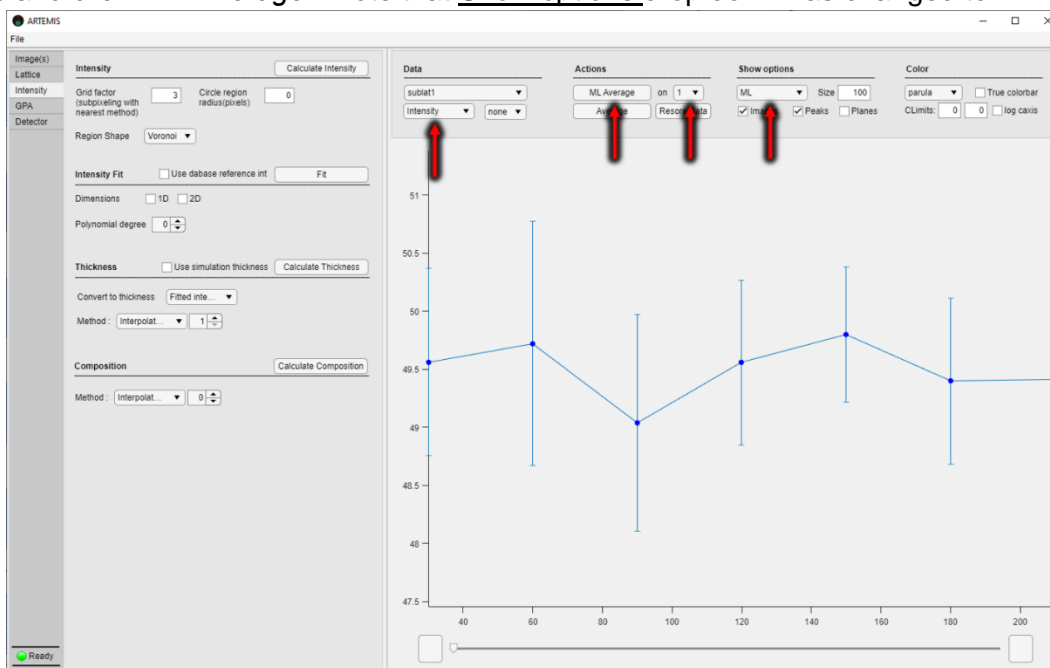 ARTEMIS
File
Image(s)
Lattice
Intensity
GPA
Detector
Intensity
Calculate Intensity
Grid factor
(subpixeling with
nearest method)
3
Circle region
radius(pixels)
0
Region Shape
Voronoi
Intensity Fit
Use dabase reference int
Fit
Dimensions
1D
2D
Polynomial degree
0
Thickness
Use simulation thickness
Calculate Thickness
Convert to thickness
Fitted inte...
Method :
Interpolat...
1
Composition
Calculate Composition
Method :
Interpolat...
0
Ready
Data
sublat1
Intensity
none
Actions
ML Average
on
1
Show options
ML
Size
100
Peaks
Planes
Color
parula
True colorbar
CLimits:
0
0
log caxis
51
50.5
50
49.5
49
48.5
48
47.5
40 60 80 100 120 140 160 180 200